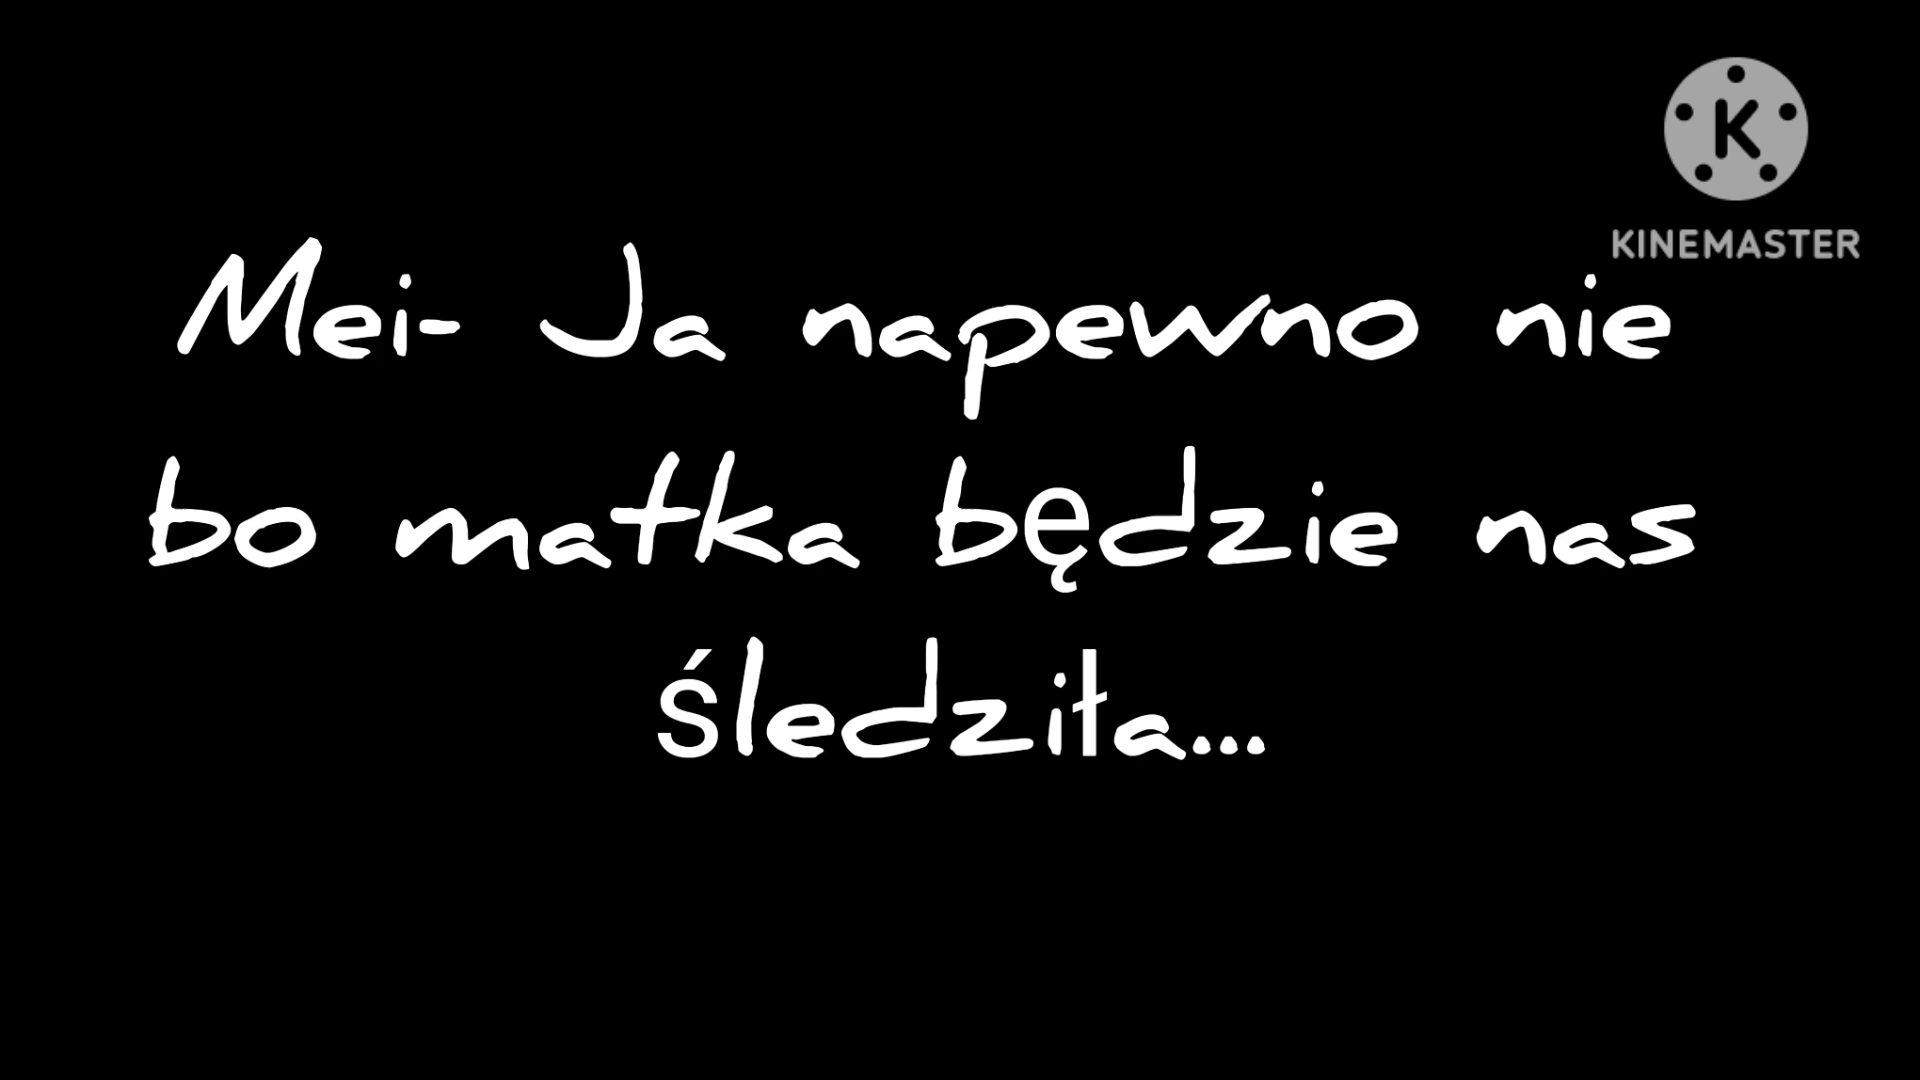 KINEMASTER
Mei- Ja napewno nie
bo matka będzie nas
śledziła...